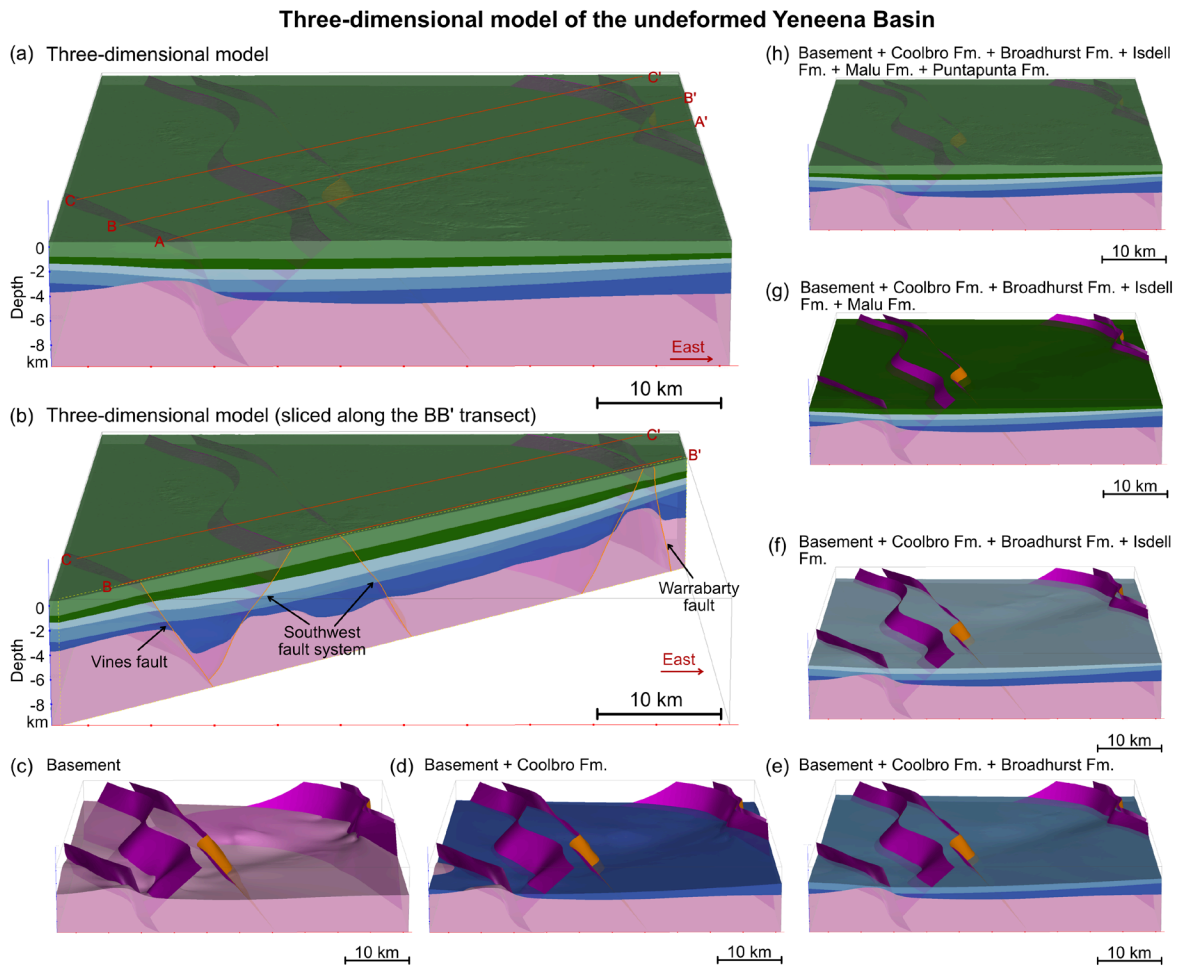 Three-dimensional model of the undeformed Yeneena Basin
(a) Three-dimensional model
C'
B'
A'
C
B
A
0
-2
-4
-6
-8
km
Depth
East
10 km
(b) Three-dimensional model (sliced along the BB' transect)
C'
B'
C
B
0
-2
-4
-6
-8
km
Depth
Vines fault
Southwest
fault system
Warrabarty
fault
East
10 km
(c) Basement
10 km
(d) Basement + Coolbro Fm.
10 km
(e) Basement + Coolbro Fm. + Broadhurst Fm.
10 km
(f) Basement + Coolbro Fm. + Broadhurst Fm. + Isdell
Fm.
10 km
(g) Basement + Coolbro Fm. + Broadhurst Fm. + Isdell
Fm. + Malu Fm.
10 km
(h) Basement + Coolbro Fm. + Broadhurst Fm. + Isdell
Fm. + Malu Fm. + Puntapunta Fm.
10 km